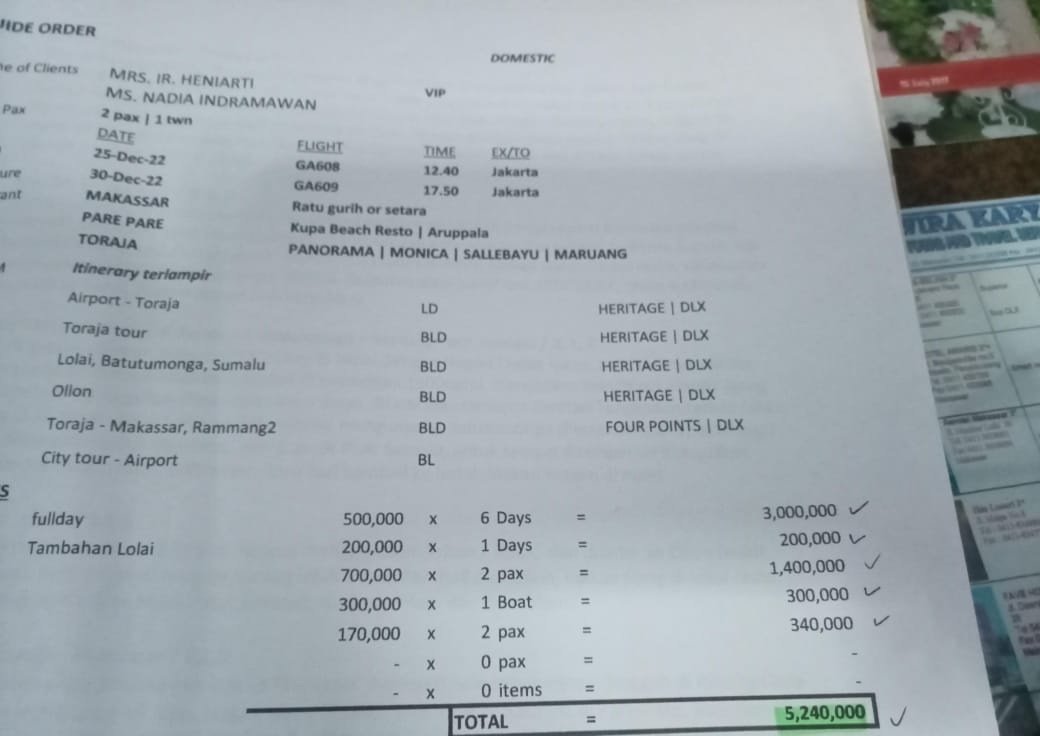 ORDER
DOMESTIC
of Clients MRS. IR. HENIARTI VIP
MS. NADIA INDRAMAWAN
Pax 2 pax | 1 twn
DATE FLIGHT TIME EX/TO
25-Dec-22 GA608 12.40 Jakarta
30-Dec-22 GA609 17.50 Jakarta
MAKASSAR Ratu gurih or setara
PARE PARE Kupa Beach Resto | Aruppala
TORAJA PANORAMA | MONICA | SALLEBAYU | MARUANG
Itinerary terlampir
Airport - Toraja LD HERITAGE | DLX
Toraja tour BLD HERITAGE | DLX
Lolai, Batutumonga, Sumalu BLD HERITAGE | DLX
Ollon BLD HERITAGE | DLX
Toraja - Makassar, Rammang2 BLD FOUR POINTS | DLX
City tour - Airport BL
S
fullday 500,000 x 6 Days = 3,000,000
Tambahan Lolai 200,000 x 1 Days = 200,000
700,000 x 2 pax = 1,400,000
300,000 x 1 Boat = 300,000
170,000 x 2 pax = 340,000
- x 0 pax = -
- x 0 items = -
TOTAL = 5,240,000
WIRA KARY